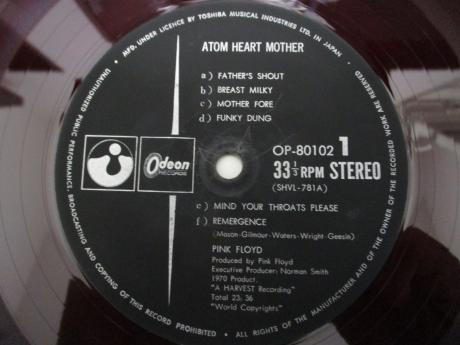 MFD. UNDER LICENCE BY TOSHIBA MUSICAL INDUSTRIES LTD. IN JAPAN •
ALL RIGHTS OF THE MANUFACTURER AND OF THE OWNER OF THE RECORDED WORK ARE RESERVED
UNAUTHORIZED PUBLIC PERFORMANCE, BROADCASTING AND COPYING OF THIS RECORD PROHIBITED •
ATOM HEART MOTHER
a) FATHER'S SHOUT
b) BREAST MILKY
c) MOTHER FORE
d) FUNKY DUNG
Odeon
RECORDS
OP-80102 1
33 1/3 RPM STEREO
(SHVL-781A)
e) MIND YOUR THROATS PLEASE
f) REMERGENCE
(Mason-Gilmour-Waters-Wright-Geesin)
PINK FLOYD
Produced by Pink Floyd
Executive Producer: Norman Smith
1970 Product.
"A HARVEST Recording"
Total 23; 36
"World Copyrights"